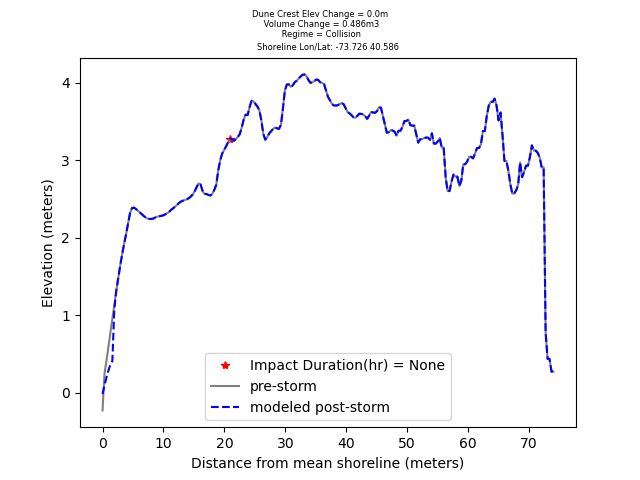 Dune Crest Elev Change = 0.0m
Volume Change = 0.486m3
Regime = Collision
Shoreline Lon/Lat: -73.726 40.586
4
3
2
1
0
Elevation (meters)
Impact Duration(hr) = None
pre-storm
modeled post-storm
0 10 20 30 40 50 60 70
Distance from mean shoreline (meters)